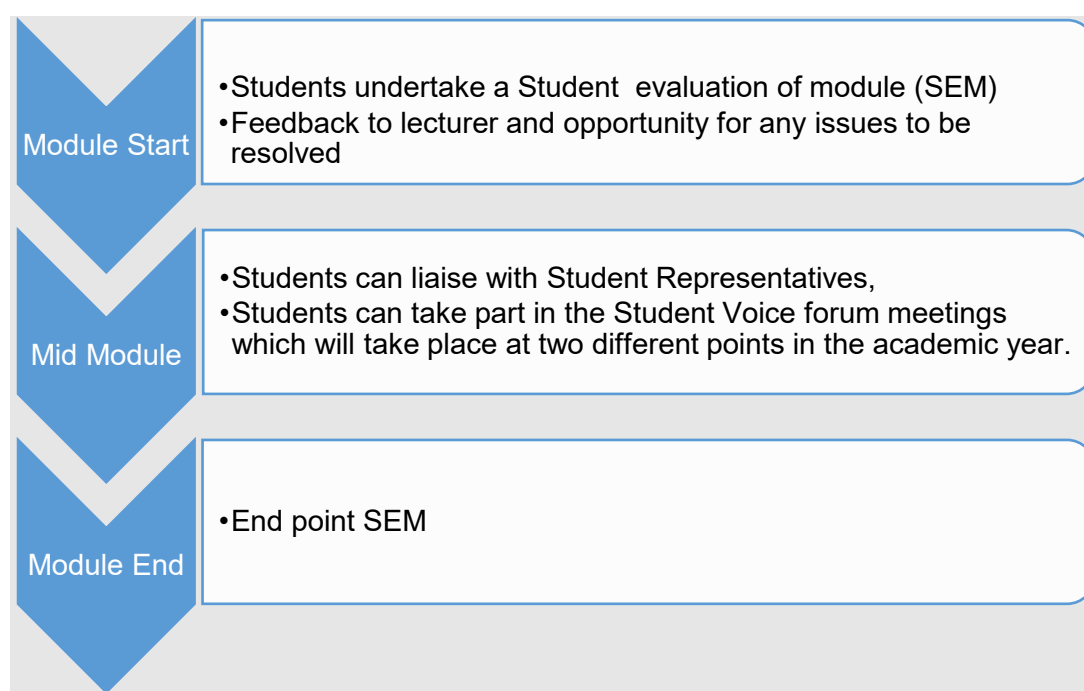 Module Start
•Students undertake a Student evaluation of module (SEM)
•Feedback to lecturer and opportunity for any issues to be
resolved
Mid Module
•Students can liaise with Student Representatives,
•Students can take part in the Student Voice forum meetings
which will take place at two different points in the academic year.
Module End
•End point SEM